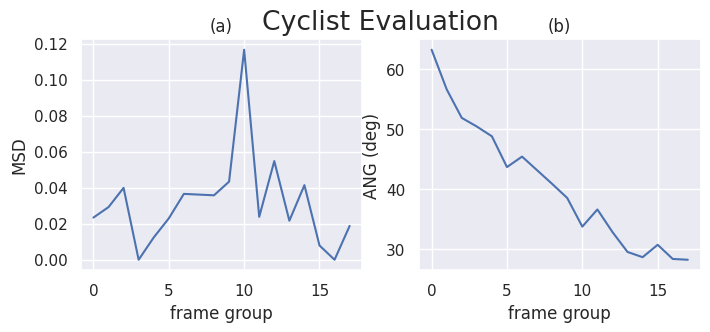 Cyclist Evaluation
(a)
0.12
0.10
0.08
0.06
0.04
0.02
0.00
MSD
0 5 10 15
frame group
(b)
60
50
40
30
ANG (deg)
0 5 10 15
frame group